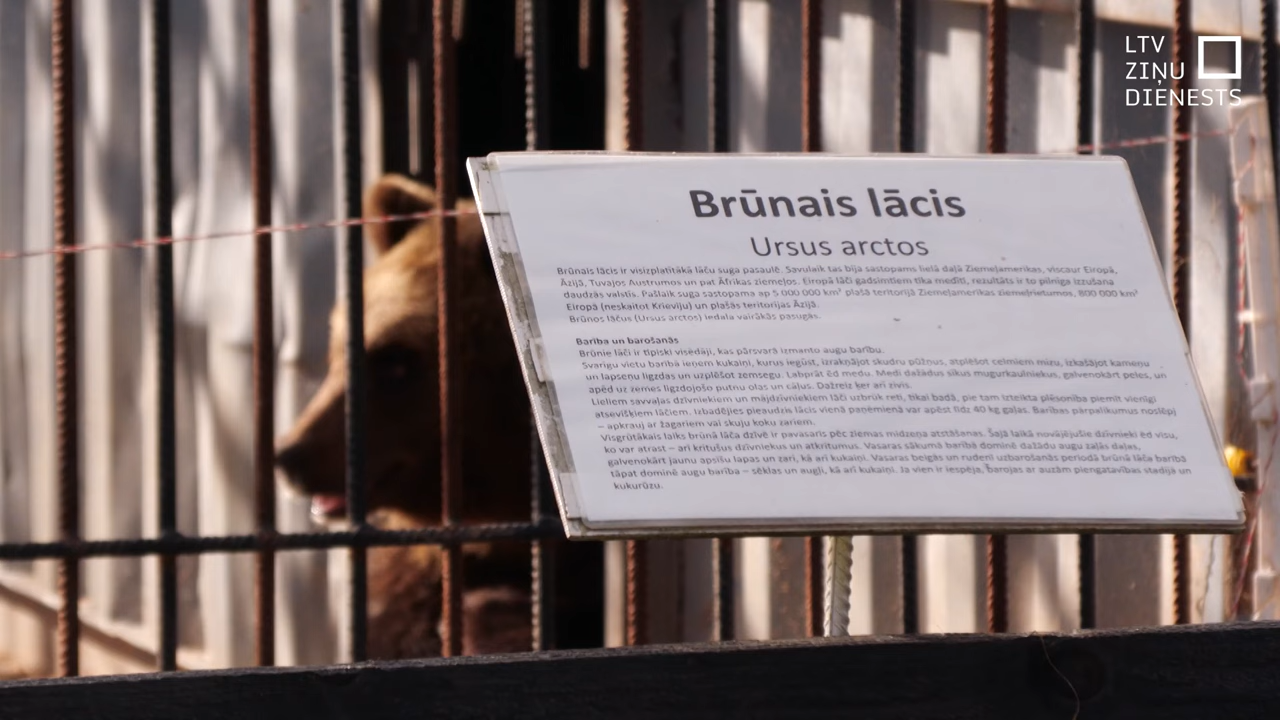 LTV
ZIŅU
DIENESTS
Brūnais lācis
Ursus arctos
Brūnais lācis ir visizplatītākā lāču suga pasaulē. Savulaik tas bija sastopams lielā daļā Ziemeļamerikas, viscaur Eiropā,
Āzijā, Tuvajos Austrumos un pat Āfrikas ziemeļos. Eiropā lāči gadsimtiem tika medīti, rezultāts ir to pilnīga izzušana
daudzās valstīs. Pašlaik suga sastopama ap 5 000 000 km² plašā teritorijā Ziemeļamerikas ziemeļrietumos, 800 000 km²
Eiropā (neskaitot Krieviju) un plašās teritorijās Āzijā.
Brūnos lāčus (Ursus arctos) iedala vairākās pasugās.
Barība un barošanās
Brūnie lāči ir tipiski visēdāji, kas pārsvarā izmanto augu barību.
Svarīgu vietu barībā ieņem kukaiņi, kurus iegūst, izrakņājot skudru pūžņus, atplēšot celmiem mizu, izkašājot kameņu
un lapseņu ligzdas un uzplēšot zemsegu. Labprāt ēd medu. Medī dažādus sīkus mugurkaulniekus, galvenokārt peles, un
apēd uz zemes ligzdojošo putnu olas un cāļus. Dažreiz ķer arī zivis.
Lieliem savvaļas dzīvniekiem un mājdzīvniekiem lāči uzbrūk reti, tikai badā, pie tam izteikta plēsonība piemīt vienīgi
atsevišķiem lāčiem. Izbadējies pieaudzis lācis vienā paņēmienā var apēst līdz 40 kg gaļas. Barības pārpalikumus noslēpj
– apkrauj ar žagariem vai skuju koku zariem.
Visgrūtākais laiks brūnā lāča dzīvē ir pavasaris pēc ziemas midzeņa atstāšanas. Šajā laikā novājējušie dzīvnieki ēd visu,
ko var atrast – arī kritušus dzīvniekus un atkritumus. Vasaras sākumā barībā dominē dažādu augu zaļās daļas,
galvenokārt jaunu apsīšu lapas un zari, kā arī kukaiņi. Vasaras beigās un rudenī uzbarošanās periodā brūnā lāča barībā
tāpat dominē augu barība – sēklas un augļi, kā arī kukaiņi. Ja vien ir iespēja, barojas ar auzām piengatavības stadijā un
kukurūzu.